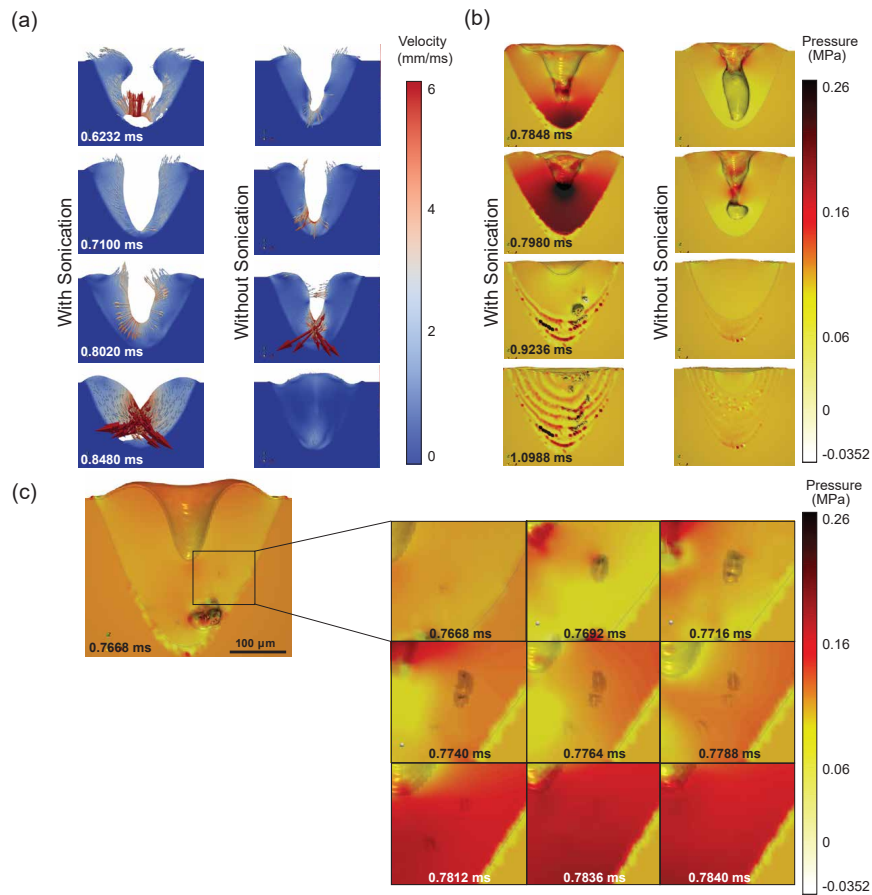 (a)
Velocity
(mm/ms)
6
4
2
0
With Sonication
0.6232 ms
0.7100 ms
0.8020 ms
0.8480 ms
Without Sonication
(b)
Pressure
(MPa)
0.26
0.16
0.06
0
-0.0352
With Sonication
0.7848 ms
0.7980 ms
0.9236 ms
1.0988 ms
Without Sonication
(c)
0.7668 ms
100 µm
0.7668 ms
0.7692 ms
0.7716 ms
0.7740 ms
0.7764 ms
0.7788 ms
0.7812 ms
0.7836 ms
0.7840 ms
Pressure
(MPa)
0.26
0.16
0.06
0
-0.0352